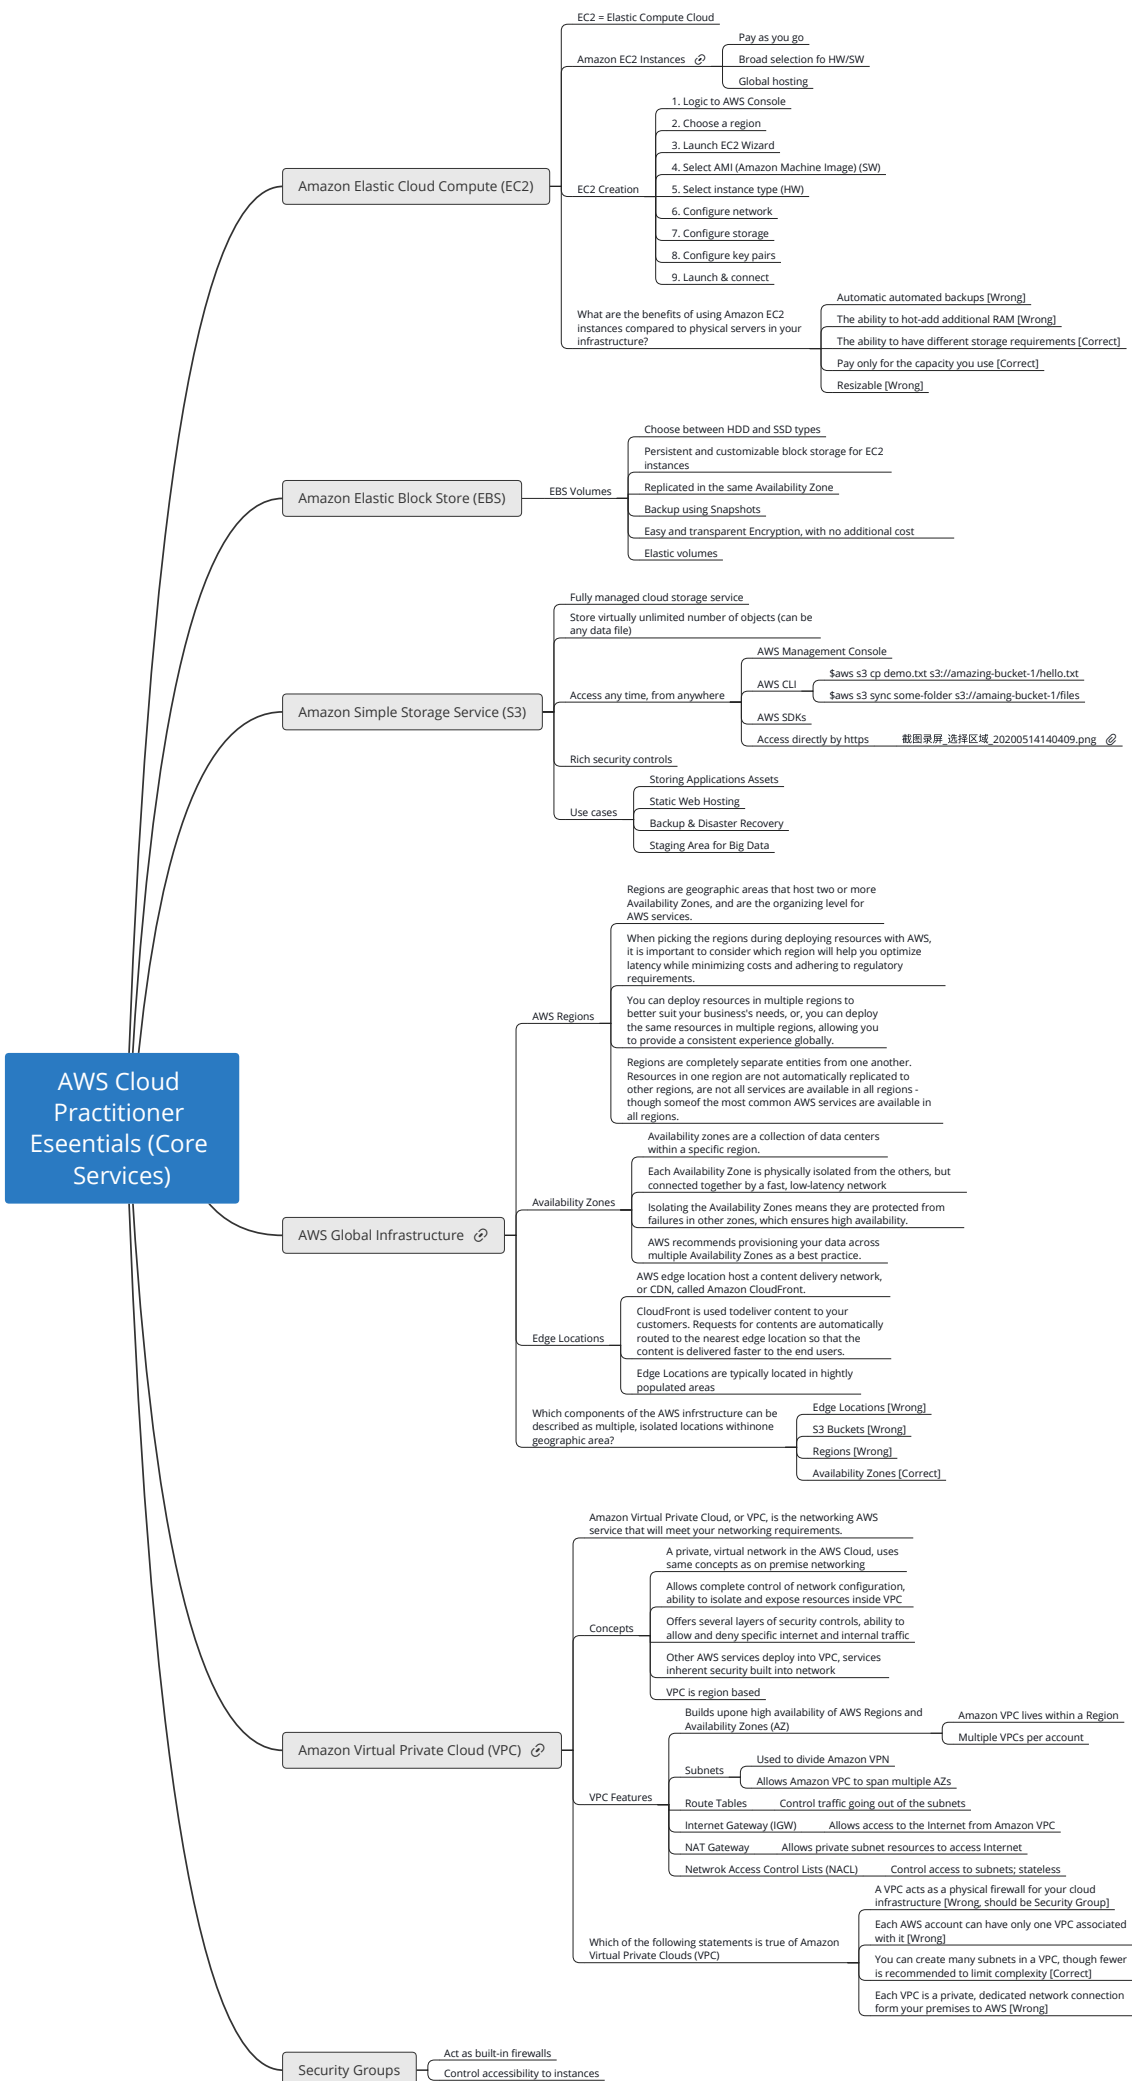 EC2 = Elastic Compute Cloud
Pay as you go
Amazon EC2 Instances
Broad selection fo HW/SW
Global hosting
1. Logic to AWS Console
2. Choose a region
3. Launch EC2 Wizard
4. Select AMI (Amazon Machine Image) (SW)
Amazon Elastic Cloud Compute (EC2)
EC2 Creation
5. Select instance type (HW)
6. Configure network
7. Configure storage
8. Configure key pairs
9. Launch & connect
What are the benefits of using Amazon EC2
instances compared to physical servers in your
infrastructure?
Automatic automated backups [Wrong]
The ability to hot-add additional RAM [Wrong]
The ability to have different storage requirements [Correct]
Pay only for the capacity you use [Correct]
Resizable [Wrong]
Amazon Elastic Block Store (EBS)
EBS Volumes
Choose between HDD and SSD types
Persistent and customizable block storage for EC2
instances
Replicated in the same Availability Zone
Backup using Snapshots
Easy and transparent Encryption, with no additional cost
Elastic volumes
Amazon Simple Storage Service (S3)
Fully managed cloud storage service
Store virtually unlimited number of objects (can be
any data file)
Access any time, from anywhere
AWS Management Console
AWS CLI
$aws s3 cp demo.txt s3://amazing-bucket-1/hello.txt
$aws s3 sync some-folder s3://amaing-bucket-1/files
AWS SDKs
Access directly by https
截图录屏_选择区域_20200514140409.png
Rich security controls
Use cases
Storing Applications Assets
Static Web Hosting
Backup & Disaster Recovery
Staging Area for Big Data
AWS Cloud
Practitioner
Eseentials (Core
Services)
AWS Global Infrastructure
AWS Regions
Regions are geographic areas that host two or more
Availability Zones, and are the organizing level for
AWS services.
When picking the regions during deploying resources with AWS,
it is important to consider which region will help you optimize
latency while minimizing costs and adhering to regulatory
requirements.
You can deploy resources in multiple regions to
better suit your business's needs, or, you can deploy
the same resources in multiple regions, allowing you
to provide a consistent experience globally.
Regions are completely separate entities from one another.
Resources in one region are not automatically replicated to
other regions, are not all services are available in all regions -
though someof the most common AWS services are available in
all regions.
Availability Zones
Availability zones are a collection of data centers
within a specific region.
Each Availability Zone is physically isolated from the others, but
connected together by a fast, low-latency network
Isolating the Availability Zones means they are protected from
failures in other zones, which ensures high availability.
AWS recommends provisioning your data across
multiple Availability Zones as a best practice.
Edge Locations
AWS edge location host a content delivery network,
or CDN, called Amazon CloudFront.
CloudFront is used todeliver content to your
customers. Requests for contents are automatically
routed to the nearest edge location so that the
content is delivered faster to the end users.
Edge Locations are typically located in hightly
populated areas
Which components of the AWS infrstructure can be
described as multiple, isolated locations withinone
geographic area?
Edge Locations [Wrong]
S3 Buckets [Wrong]
Regions [Wrong]
Availability Zones [Correct]
Amazon Virtual Private Cloud (VPC)
Amazon Virtual Private Cloud, or VPC, is the networking AWS
service that will meet your networking requirements.
Concepts
A private, virtual network in the AWS Cloud, uses
same concepts as on premise networking
Allows complete control of network configuration,
ability to isolate and expose resources inside VPC
Offers several layers of security controls, ability to
allow and deny specific internet and internal traffic
Other AWS services deploy into VPC, services
inherent security built into network
VPC is region based
VPC Features
Builds upone high availability of AWS Regions and
Availability Zones (AZ)
Amazon VPC lives within a Region
Multiple VPCs per account
Subnets
Used to divide Amazon VPN
Allows Amazon VPC to span multiple AZs
Route Tables
Control traffic going out of the subnets
Internet Gateway (IGW)
Allows access to the Internet from Amazon VPC
NAT Gateway
Allows private subnet resources to access Internet
Netwrok Access Control Lists (NACL)
Control access to subnets; stateless
Which of the following statements is true of Amazon
Virtual Private Clouds (VPC)
A VPC acts as a physical firewall for your cloud
infrastructure [Wrong, should be Security Group]
Each AWS account can have only one VPC associated
with it [Wrong]
You can create many subnets in a VPC, though fewer
is recommended to limit complexity [Correct]
Each VPC is a private, dedicated network connection
form your premises to AWS [Wrong]
Security Groups
Act as built-in firewalls
Control accessibility to instances